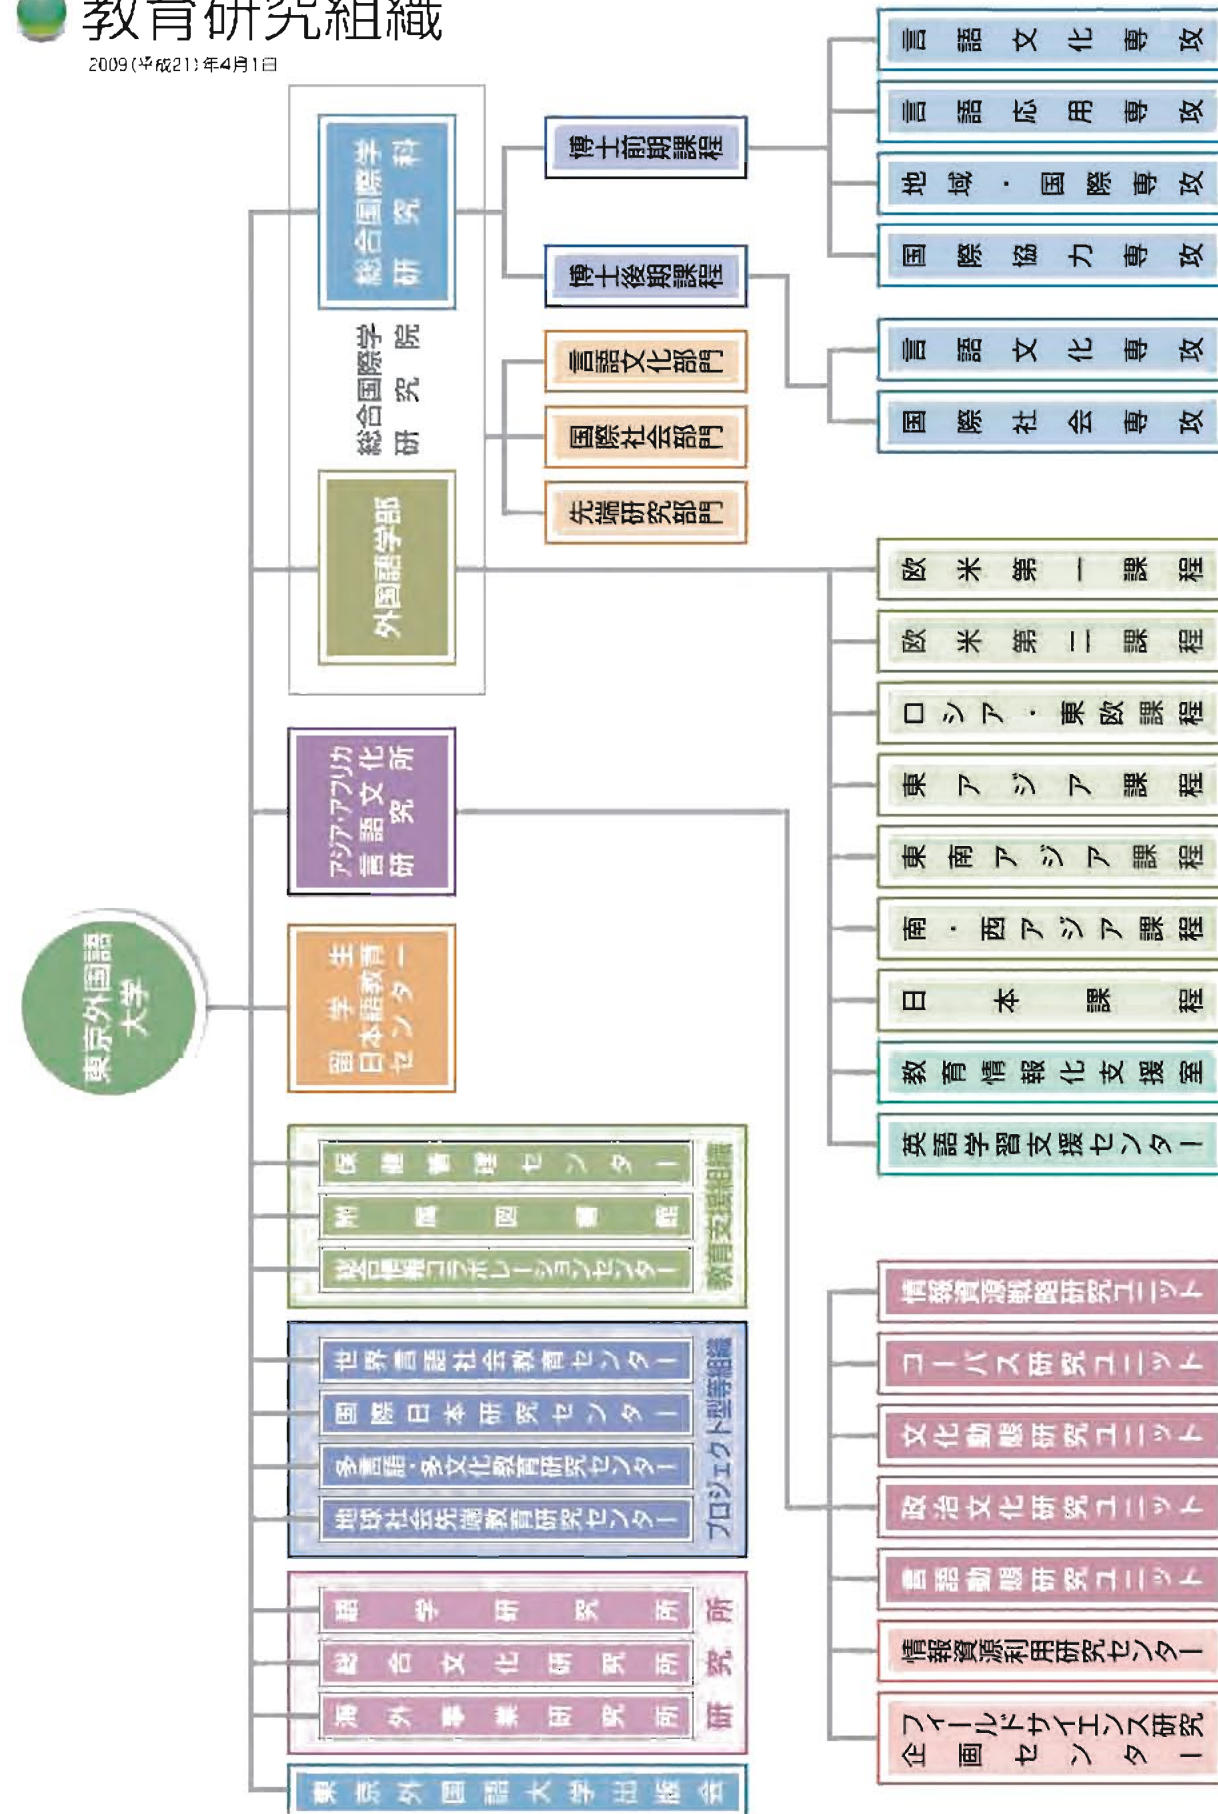 教育研究組織
2009(平成21)年4月1日
東京外国語
大学
総合国際学
研究科
総合国際学
研究院
外国語学部
アジア・アフリカ
言語文化
研究所
留学生
日本語教育
センター
教育支援組織
保健管理センター
附属図書館
総合情報コラボレーションセンター
プロジェクト型等組織
世界言語社会教育センター
国際日本研究センター
多言語・多文化教育研究センター
地球社会先端教育研究センター
研究所
語学研究所
総合文化研究所
海外事業研究所
東京外国語大学出版会
博士前期課程
博士後期課程
言語文化部門
国際社会部門
先端研究部門
言語文化専攻
言語応用専攻
地域・国際専攻
国際協力専攻
言語文化専攻
国際社会専攻
欧米第一課程
欧米第二課程
ロシア・東欧課程
東アジア課程
東南アジア課程
南・西アジア課程
日本課程
教育情報化支援室
英語学習支援センター
情報資源戦略研究ユニット
コーパス研究ユニット
文化動態研究ユニット
政治文化研究ユニット
言語動態研究ユニット
情報資源利用研究センター
フィールドサイエンス研究
企画センター